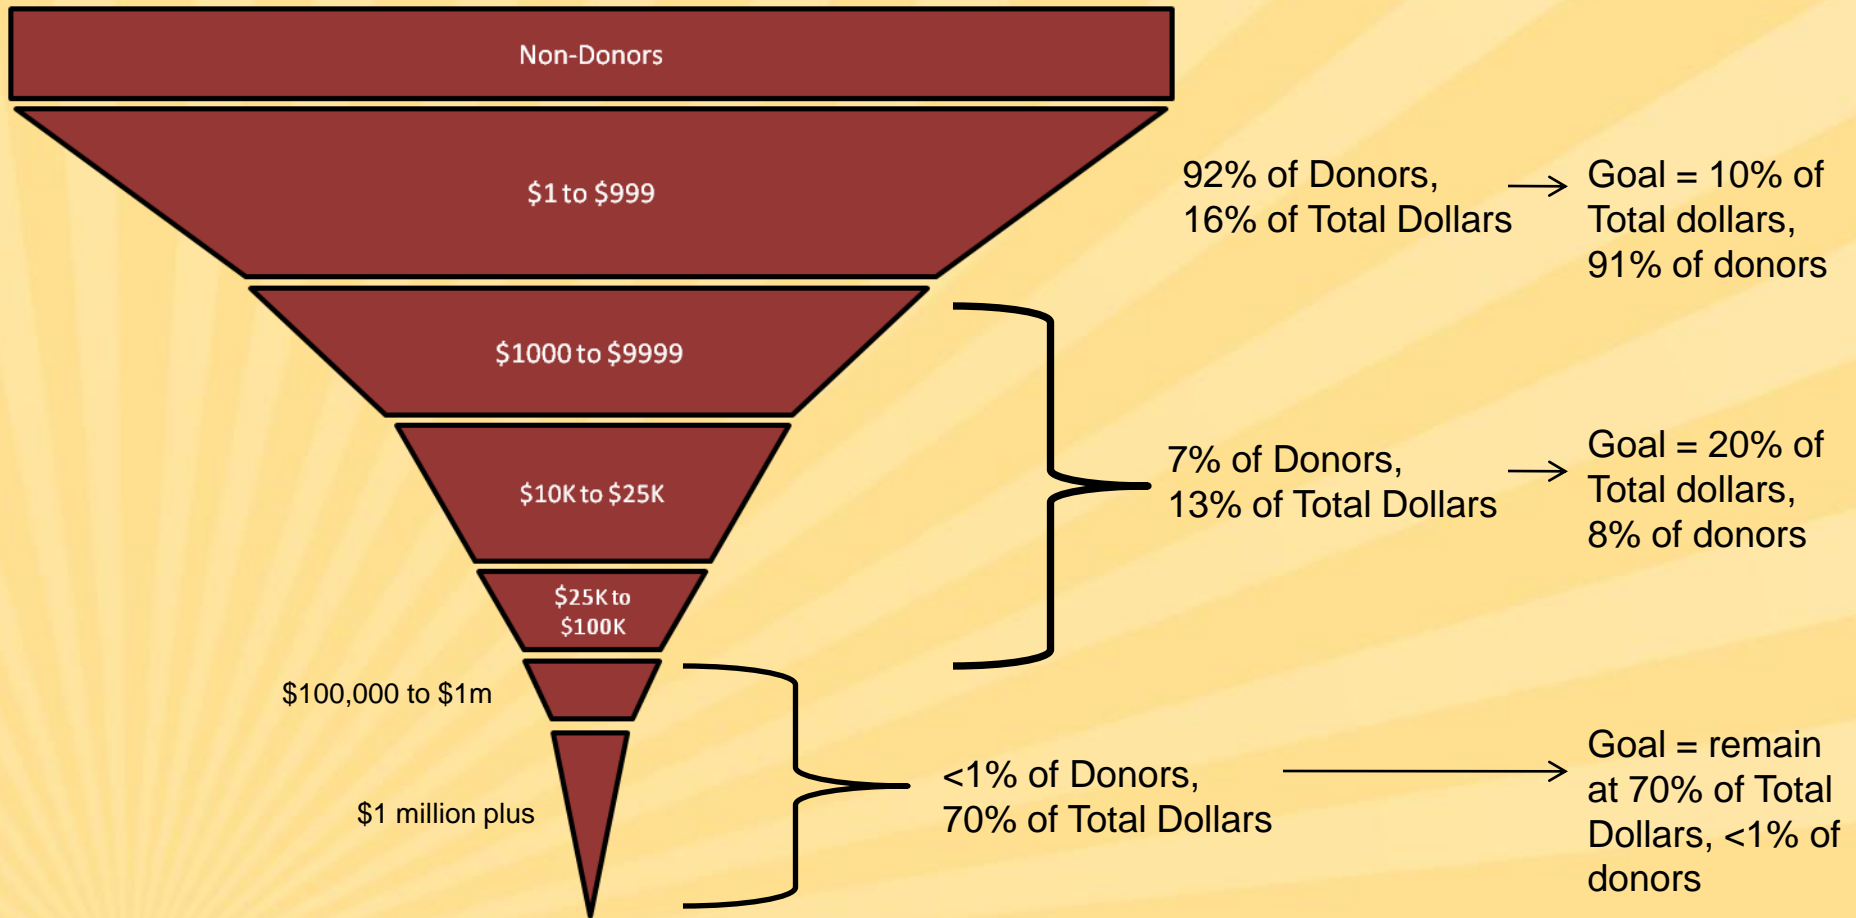 Non-Donors
$1 to $999
92% of Donors,
16% of Total Dollars
Goal = 10% of
Total dollars,
91% of donors
$1000 to $9999
$10K to $25K
$25K to
$100K
7% of Donors,
13% of Total Dollars
Goal = 20% of
Total dollars,
8% of donors
$100,000 to $1m
$1 million plus
<1% of Donors,
70% of Total Dollars
Goal = remain
at 70% of Total
Dollars, <1% of
donors